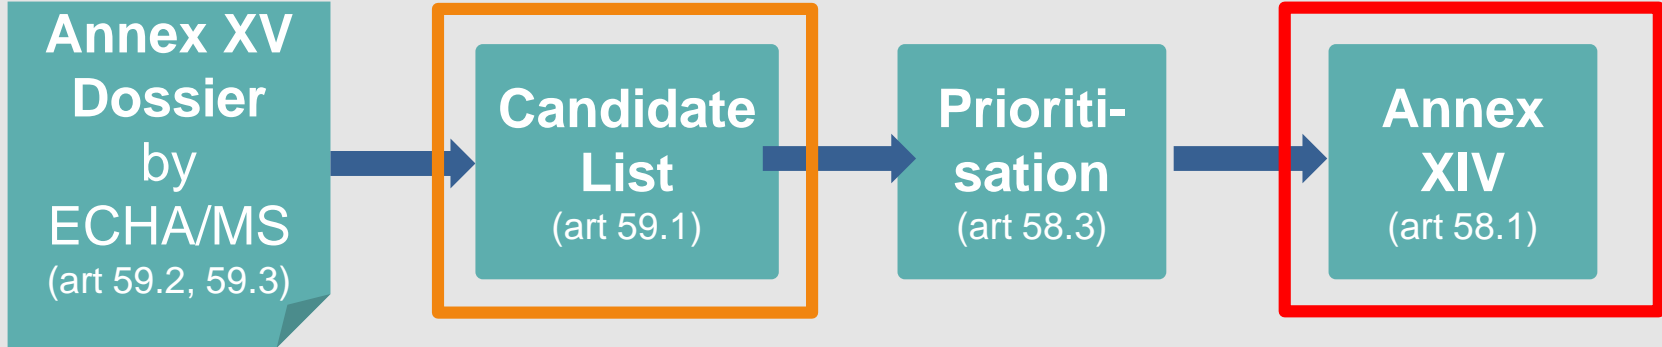 Annex XV
Dossier
by
ECHA/MS
(art 59.2, 59.3)
Candidate
List
(art 59.1)
Prioriti-
sation
(art 58.3)
Annex
XIV
(art 58.1)